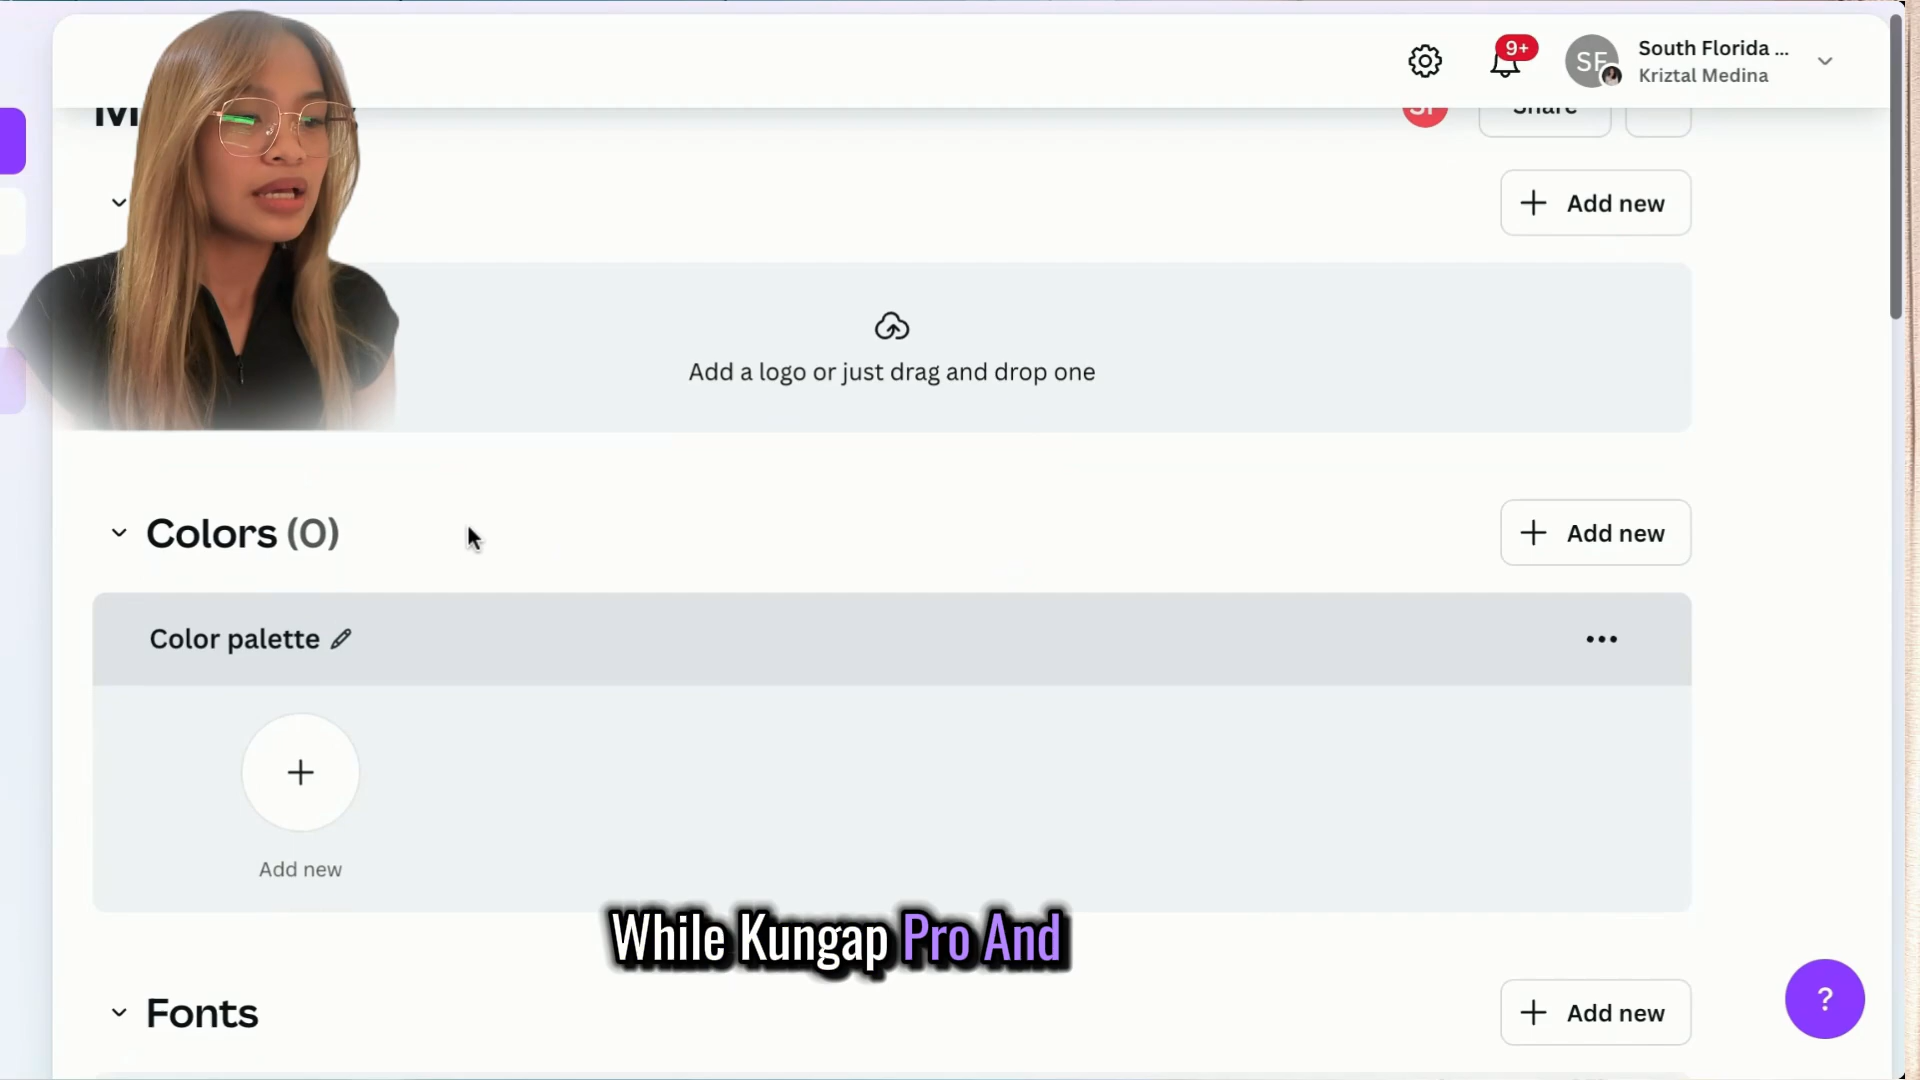 9+
SF
South Florida ...
Kriztal Medina
Share
Add new
Add a logo or just drag and drop one
Colors (0)
Add new
Color palette
Add new
While Kungap Pro And
Fonts
Add new
?